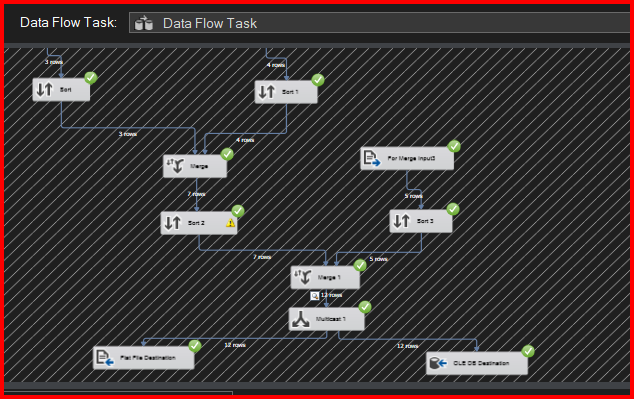 Data Flow Task: Data Flow Task
3 rows
4 rows
Sort
Sort 1
3 rows
4 rows
Merge
For Merge Input3
7 rows
5 rows
Sort 2
Sort 3
7 rows
5 rows
Merge 1
12 rows
Multicast 1
12 rows
12 rows
Flat File Destination
OLE DB Destination